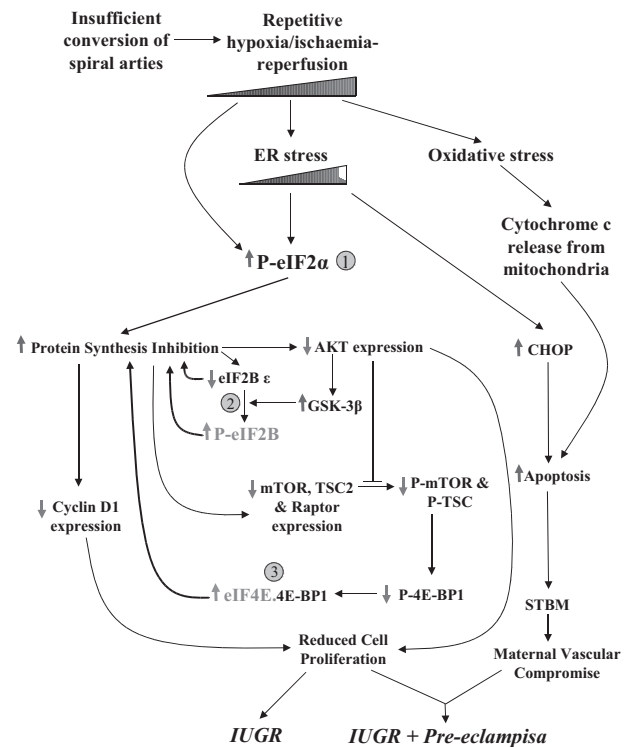 Insufficient
conversion of
spiral arties
Repetitive
hypoxia/ischaemia-
reperfusion
ER stress
Oxidative stress
Cytochrome c
release from
mitochondria
P-eIF2α 1
Protein Synthesis Inhibition
AKT expression
CHOP
eIF2B ε
2
GSK-3β
P-eIF2B
mTOR, TSC2
& Raptor
expression
P-mTOR &
P-TSC
Apoptosis
Cyclin D1
expression
3
eIF4E.4E-BP1
P-4E-BP1
STBM
Reduced Cell
Proliferation
Maternal Vascular
Compromise
IUGR
IUGR + Pre-eclampisa